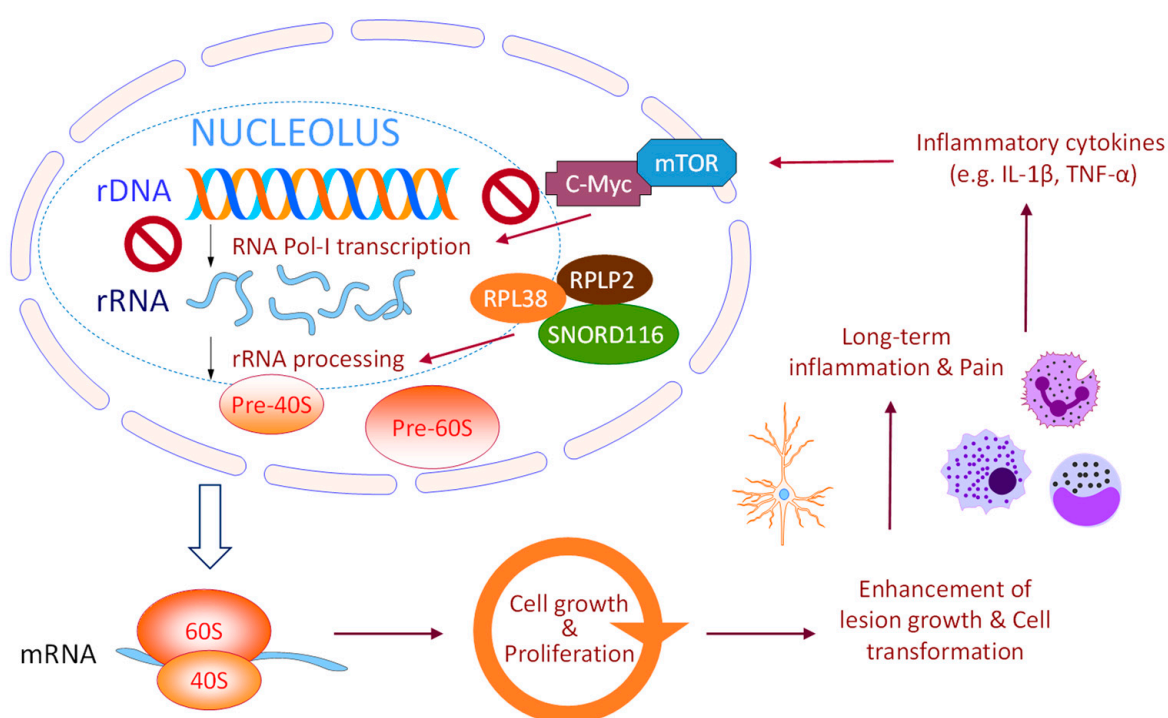 NUCLEOLUS
rDNA
C-Myc
mTOR
Inflammatory cytokines
(e.g. IL-1β, TNF-α)
RNA Pol-I transcription
rRNA
RPL38
RPLP2
SNORD116
rRNA processing
Pre-40S
Pre-60S
Long-term
inflammation & Pain
mRNA
60S
40S
Cell growth
&
Proliferation
Enhancement of
lesion growth & Cell
transformation